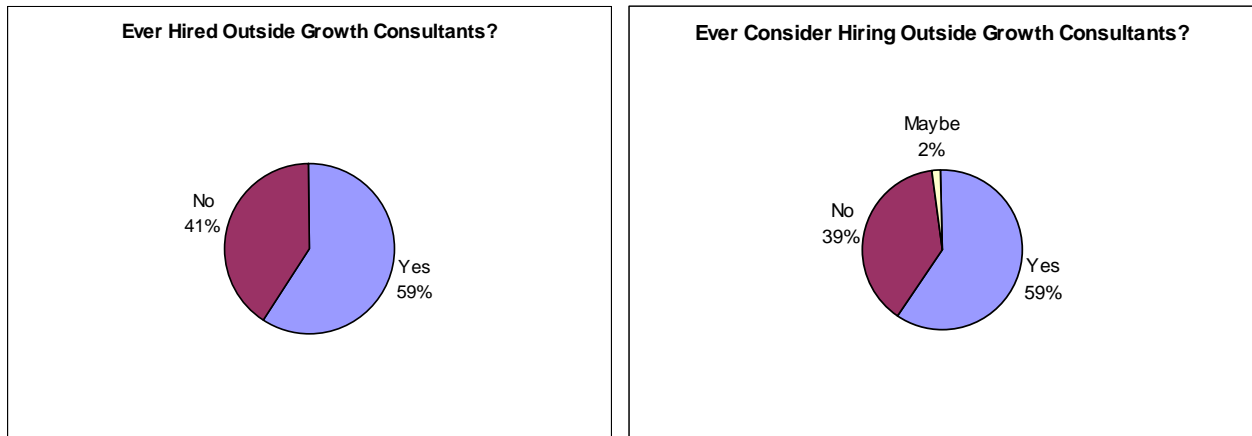 Ever Hired Outside Growth Consultants?
No
41%
Yes
59%
Ever Consider Hiring Outside Growth Consultants?
Maybe
2%
No
39%
Yes
59%